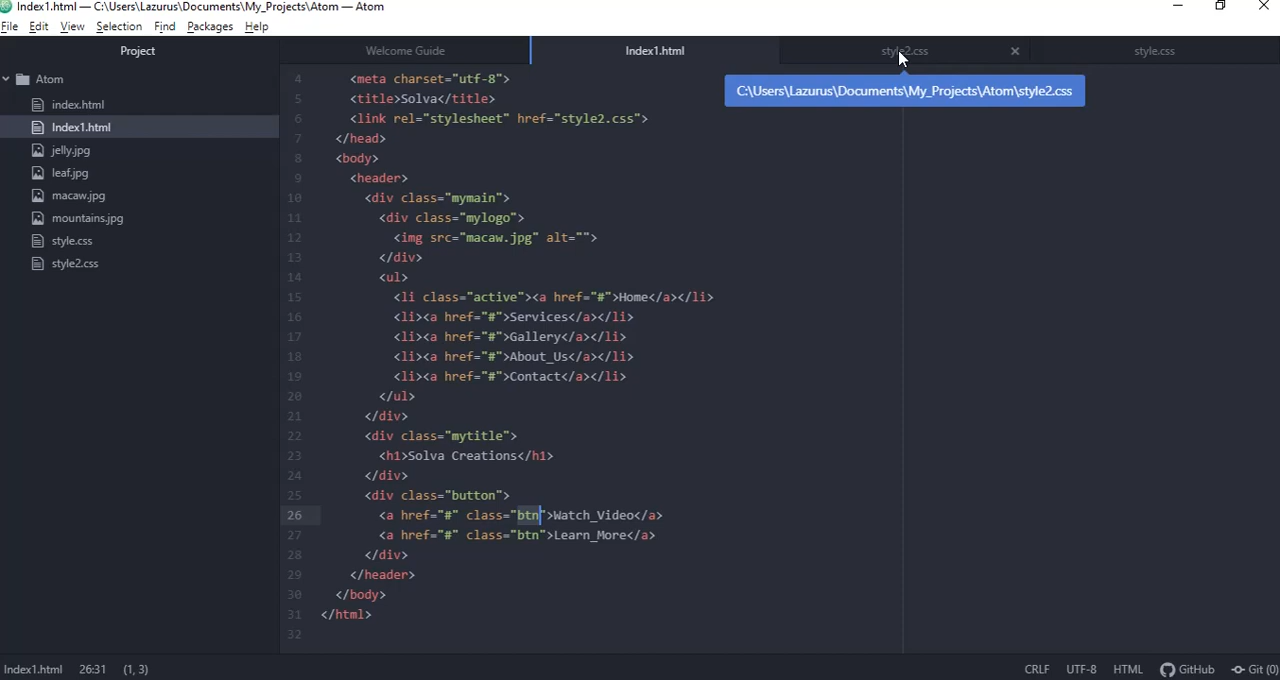 Index1.html — C:\Users\Lazurus\Documents\My_Projects\Atom — Atom
File Edit View Selection Find Packages Help
Project Welcome Guide Index1.html style2.css style.css
C:\Users\Lazurus\Documents\My_Projects\Atom\style2.css
Atom
index.html
Index1.html
jelly.jpg
leaf.jpg
macaw.jpg
mountains.jpg
style.css
style2.css
4 <meta charset="utf-8">
5 <title>Solva</title>
6 <link rel="stylesheet" href="style2.css">
7 </head>
8 <body>
9 <header>
10 <div class="mymain">
11 <div class="mylogo">
12 <img src="macaw.jpg" alt="">
13 </div>
14 <ul>
15 <li class="active"><a href="#">Home</a></li>
16 <li><a href="#">Services</a></li>
17 <li><a href="#">Gallery</a></li>
18 <li><a href="#">About_Us</a></li>
19 <li><a href="#">Contact</a></li>
20 </ul>
21 </div>
22 <div class="mytitle">
23 <h1>Solva Creations</h1>
24 </div>
25 <div class="button">
26 <a href="#" class="btn">Watch_Video</a>
27 <a href="#" class="btn">Learn_More</a>
28 </div>
29 </header>
30 </body>
31 </html>
32
Index1.html 26:31 (1, 3) CRLF UTF-8 HTML GitHub Git (0)